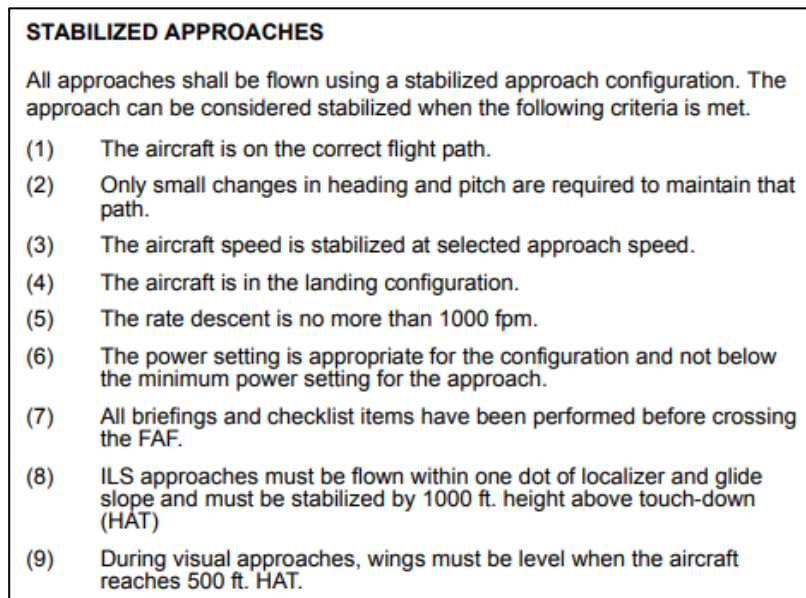 STABILIZED APPROACHES
All approaches shall be flown using a stabilized approach configuration. The
approach can be considered stabilized when the following criteria is met.
(1) The aircraft is on the correct flight path.
(2) Only small changes in heading and pitch are required to maintain that
path.
(3) The aircraft speed is stabilized at selected approach speed.
(4) The aircraft is in the landing configuration.
(5) The rate descent is no more than 1000 fpm.
(6) The power setting is appropriate for the configuration and not below
the minimum power setting for the approach.
(7) All briefings and checklist items have been performed before crossing
the FAF.
(8) ILS approaches must be flown within one dot of localizer and glide
slope and must be stabilized by 1000 ft. height above touch-down
(HAT)
(9) During visual approaches, wings must be level when the aircraft
reaches 500 ft. HAT.